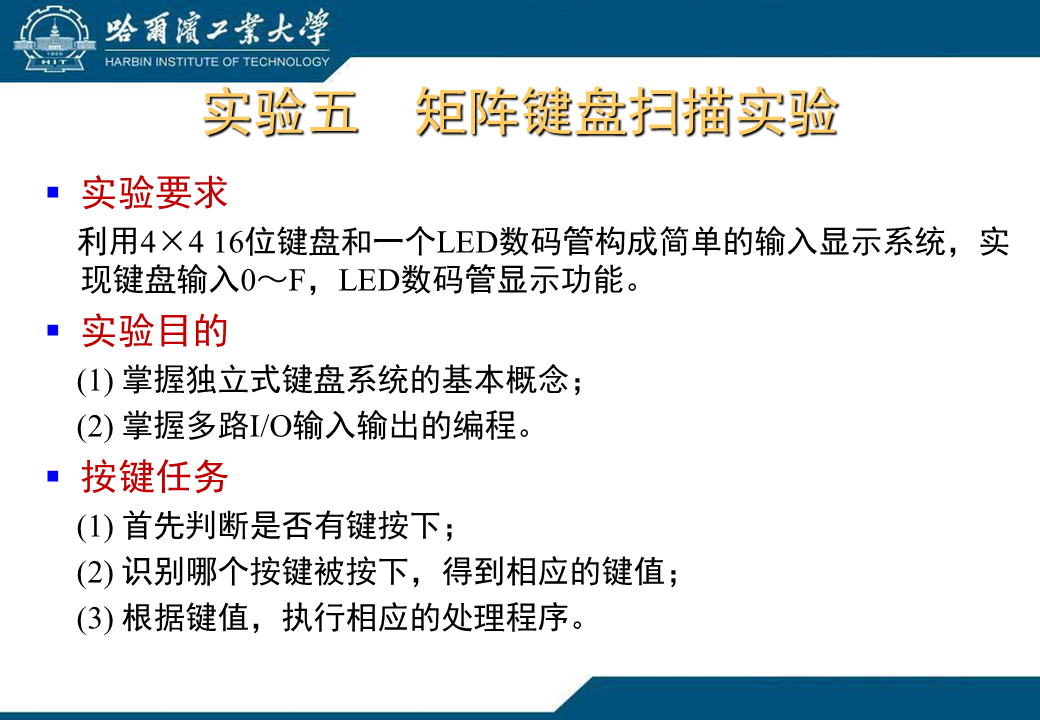 哈爾濱工業大學
HARBIN INSTITUTE OF TECHNOLOGY
1920
HIT
实验五　矩阵键盘扫描实验
▪ 实验要求
利用4×4 16位键盘和一个LED数码管构成简单的输入显示系统，实
现键盘输入0～F，LED数码管显示功能。
▪ 实验目的
(1) 掌握独立式键盘系统的基本概念；
(2) 掌握多路I/O输入输出的编程。
▪ 按键任务
(1) 首先判断是否有键按下；
(2) 识别哪个按键被按下，得到相应的键值；
(3) 根据键值，执行相应的处理程序。